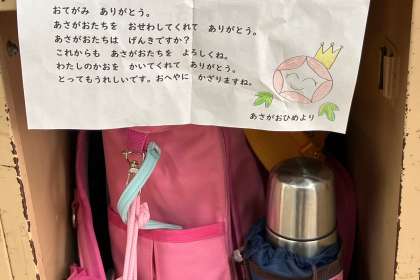 おてがみ　ありがとう。
あさがおたちを　おせわしてくれて　ありがとう。
あさがおたちは　げんきですか？
これからも　あさがおたちを　よろしくね。
わたしのかおを　かいてくれて　ありがとう。
とってもうれしいです。おへやに　かざりますね。
あさがおひめより